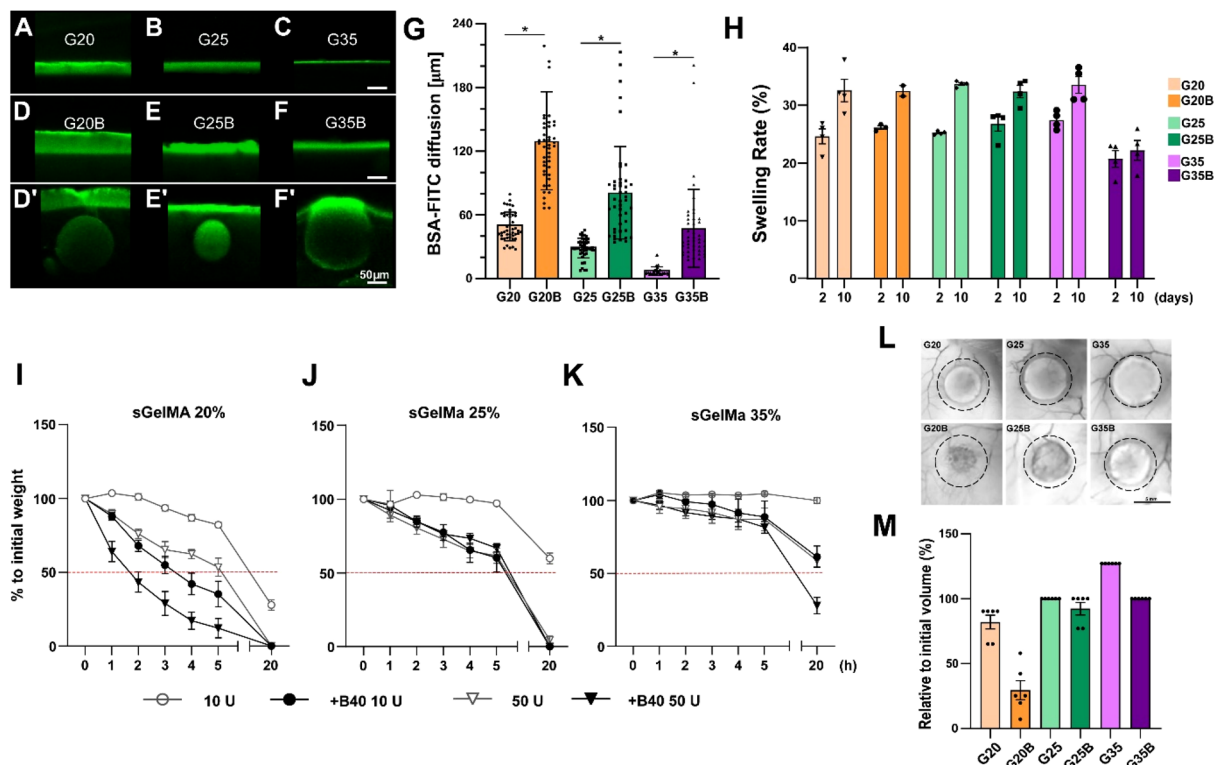 A
G20
B
G25
C
G35
D
G20B
E
G25B
F
G35B
D'
E'
F'
50µm
G
BSA-FITC diffusion [µm]
240
180
120
60
0
*
*
*
G20
G20B
G25
G25B
G35
G35B
H
Swelling Rate (%)
40
30
20
10
0
2 10 2 10 2 10 2 10 2 10 2 10 (days)
G20
G20B
G25
G25B
G35
G35B
I
sGelMA 20%
% to initial weight
150
100
50
0
0 1 2 3 4 5 20
J
sGelMa 25%
150
100
50
0
0 1 2 3 4 5 20
K
sGelMa 35%
150
100
50
0
0 1 2 3 4 5 20 (h)
10 U
+B40 10 U
50 U
+B40 50 U
L
G20
G25
G35
G20B
G25B
G35B
M
Relative to initial volume (%)
150
100
50
0
G20
G20B
G25
G25B
G35
G35B